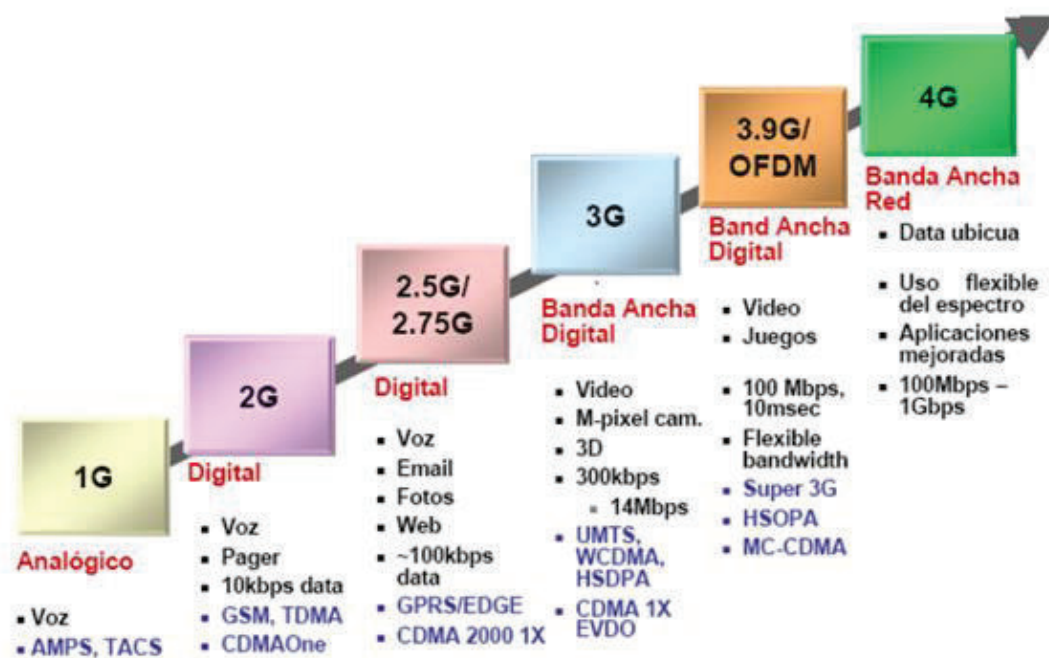 1G
Analógico
Voz
AMPS, TACS
2G
Digital
Voz
Pager
10kbps data
GSM, TDMA
CDMAOne
2.5G/
2.75G
Digital
Voz
Email
Fotos
Web
~100kbps
data
GPRS/EDGE
CDMA 2000 1X
3G
Banda Ancha
Digital
Video
M-pixel cam.
3D
300kbps
14Mbps
UMTS,
WCDMA,
HSDPA
CDMA 1X
EVDO
3.9G/
OFDM
Band Ancha
Digital
Video
Juegos
100 Mbps,
10msec
Flexible
bandwidth
Super 3G
HSOPA
MC-CDMA
4G
Banda Ancha
Red
Data ubicua
Uso flexible
del espectro
Aplicaciones
mejoradas
100Mbps –
1Gbps